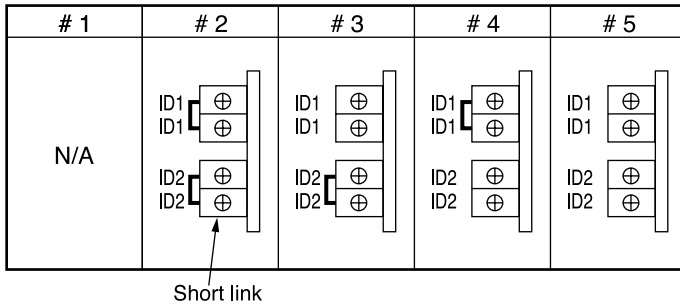 # 1 # 2 # 3 # 4 # 5
ID1 ID1 ID1 ID1
ID1 ID1 ID1 ID1
N/A
ID2 ID2 ID2 ID2
ID2 ID2 ID2 ID2
Short link